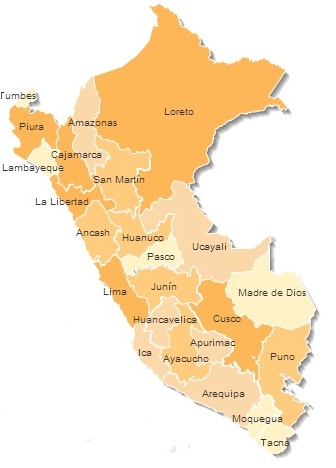 Tumbes
Piura
Amazonas
Loreto
Lambayeque
Cajamarca
San Martín
La Libertad
Ancash
Huanuco
Ucayali
Pasco
Lima
Junín
Madre de Dios
Huancavelica
Cusco
Ica
Apurimac
Ayacucho
Puno
Arequipa
Moquegua
Tacna